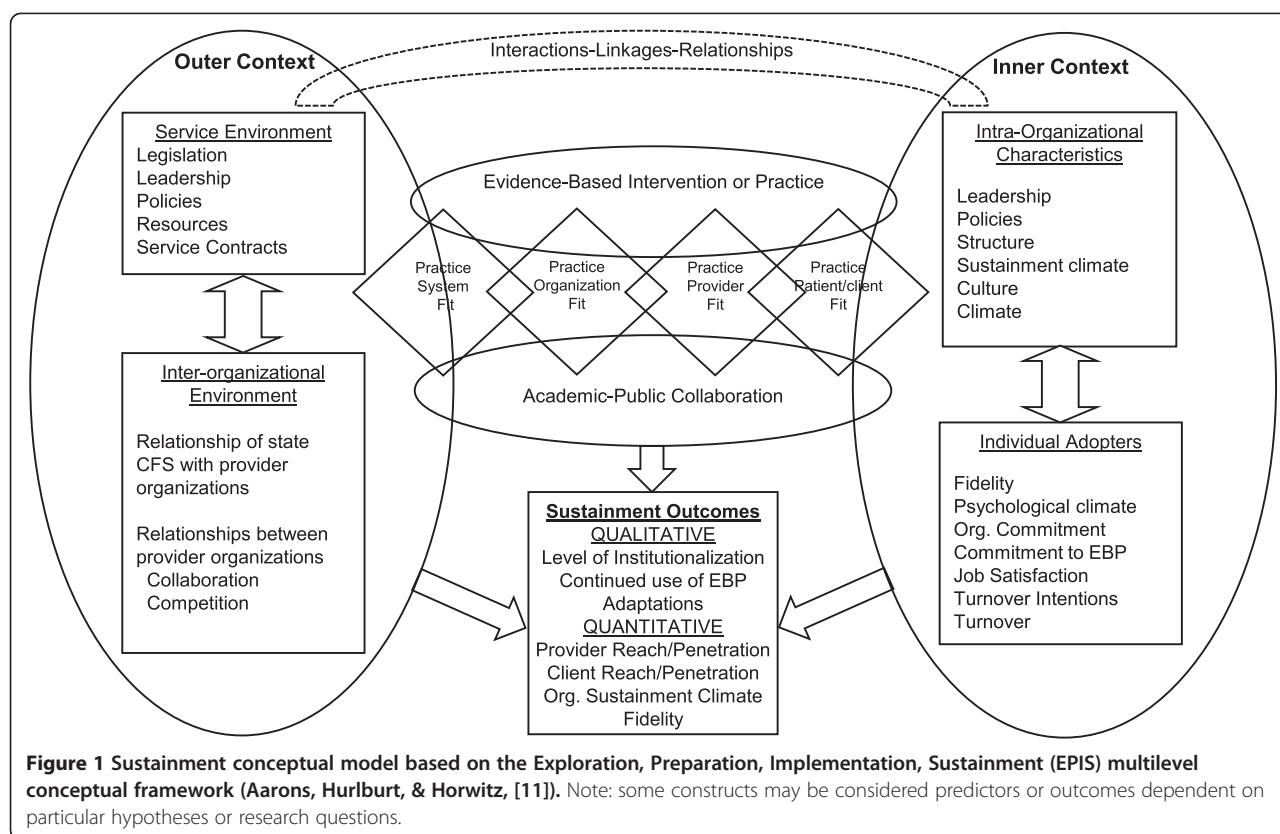 Interactions-Linkages-Relationships
Outer Context
Service Environment
Legislation
Leadership
Policies
Resources
Service Contracts
Inter-organizational
Environment
Relationship of state
CFS with provider
organizations
Relationships between
provider organizations
Collaboration
Competition
Evidence-Based Intervention or Practice
Practice
System
Fit
Practice
Organization
Fit
Practice
Provider
Fit
Practice
Patient/client
Fit
Academic-Public Collaboration
Sustainment Outcomes
QUALITATIVE
Level of Institutionalization
Continued use of EBP
Adaptations
QUANTITATIVE
Provider Reach/Penetration
Client Reach/Penetration
Org. Sustainment Climate
Fidelity
Inner Context
Intra-Organizational
Characteristics
Leadership
Policies
Structure
Sustainment climate
Culture
Climate
Individual Adopters
Fidelity
Psychological climate
Org. Commitment
Commitment to EBP
Job Satisfaction
Turnover Intentions
Turnover
Figure 1 Sustainment conceptual model based on the Exploration, Preparation, Implementation, Sustainment (EPIS) multilevel
conceptual framework (Aarons, Hurlburt, & Horwitz, [11]). Note: some constructs may be considered predictors or outcomes dependent on
particular hypotheses or research questions.